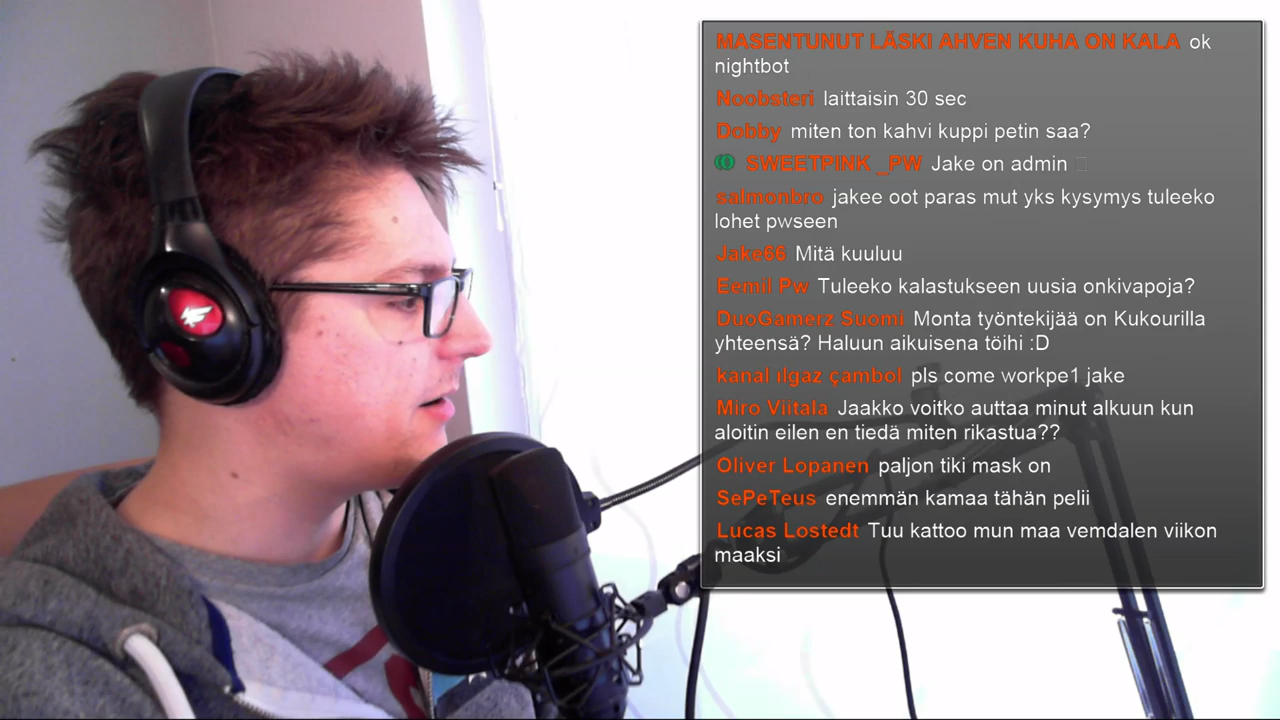 MASENTUNUT LÄSKI AHVEN KUHA ON KALA ok
nightbot
Noobsteri laittaisin 30 sec
Dobby miten ton kahvi kuppi petin saa?
SWEETPINK _PW Jake on admin
salmonbro jakee oot paras mut yks kysymys tuleeko
lohet pwseen
Jake66 Mitä kuuluu
Eemil Pw Tuleeko kalastukseen uusia onkivapoja?
DuoGamerz Suomi Monta työntekijää on Kukourilla
yhteensä? Haluun aikuisena töihi :D
kanal ılgaz çambol pls come workpe1 jake
Miro Viitala Jaakko voitko auttaa minut alkuun kun
aloitin eilen en tiedä miten rikastua??
Oliver Lopanen paljon tiki mask on
SePeTeus enemmän kamaa tähän pelii
Lucas Lostedt Tuu kattoo mun maa vemdalen viikon
maaksi